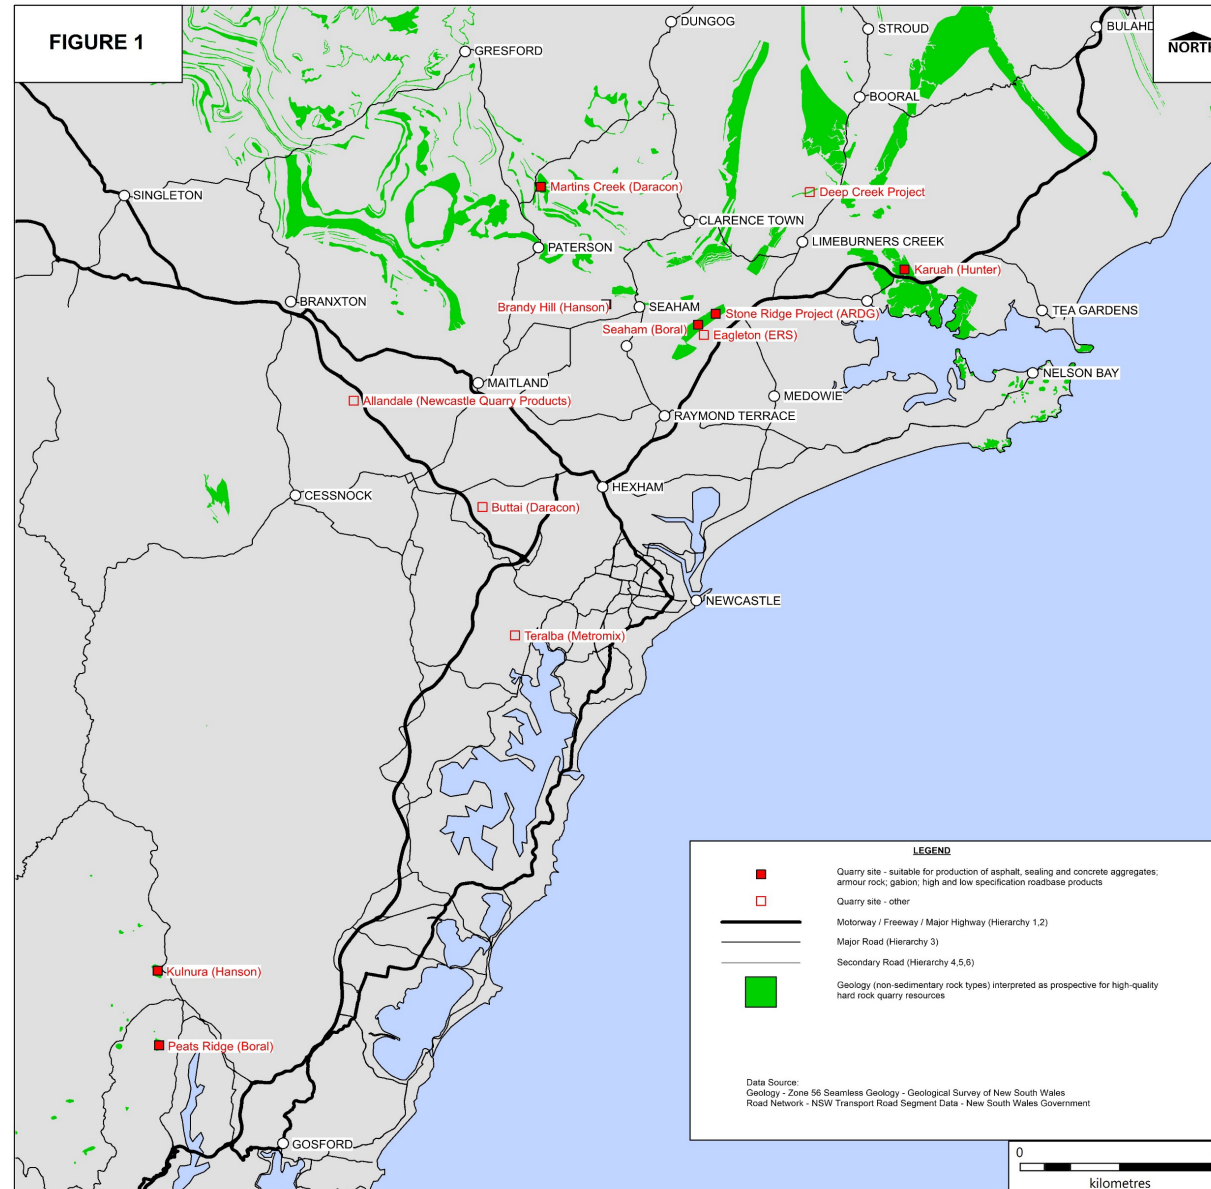 FIGURE 1
DUNGOG
STROUD
BULAHD
NORTH
GRESFORD
BOORAL
SINGLETON
Martins Creek (Daracon)
Deep Creek Project
CLARENCE TOWN
PATERSON
LIMEBURNERS CREEK
Karuah (Hunter)
BRANXTON
Brandy Hill (Hanson)
SEAHAM
Stone Ridge Project (ARDG)
TEA GARDENS
Seaham (Boral)
Eagleton (ERS)
MAITLAND
NELSON BAY
Allandale (Newcastle Quarry Products)
MEDOWIE
RAYMOND TERRACE
HEXHAM
CESSNOCK
Buttai (Daracon)
NEWCASTLE
Teralba (Metromix)
LEGEND
Quarry site - suitable for production of asphalt, sealing and concrete aggregates;
armour rock; gabion; high and low specification roadbase products
Quarry site - other
Motorway / Freeway / Major Highway (Hierarchy 1,2)
Major Road (Hierarchy 3)
Secondary Road (Hierarchy 4,5,6)
Geology (non-sedimentary rock types) interpreted as prospective for high-quality
hard rock quarry resources
Kulnura (Hanson)
Peats Ridge (Boral)
Data Source:
Geology - Zone 56 Seamless Geology - Geological Survey of New South Wales
Road Network - NSW Transport Road Segment Data - New South Wales Government
GOSFORD
0
kilometres